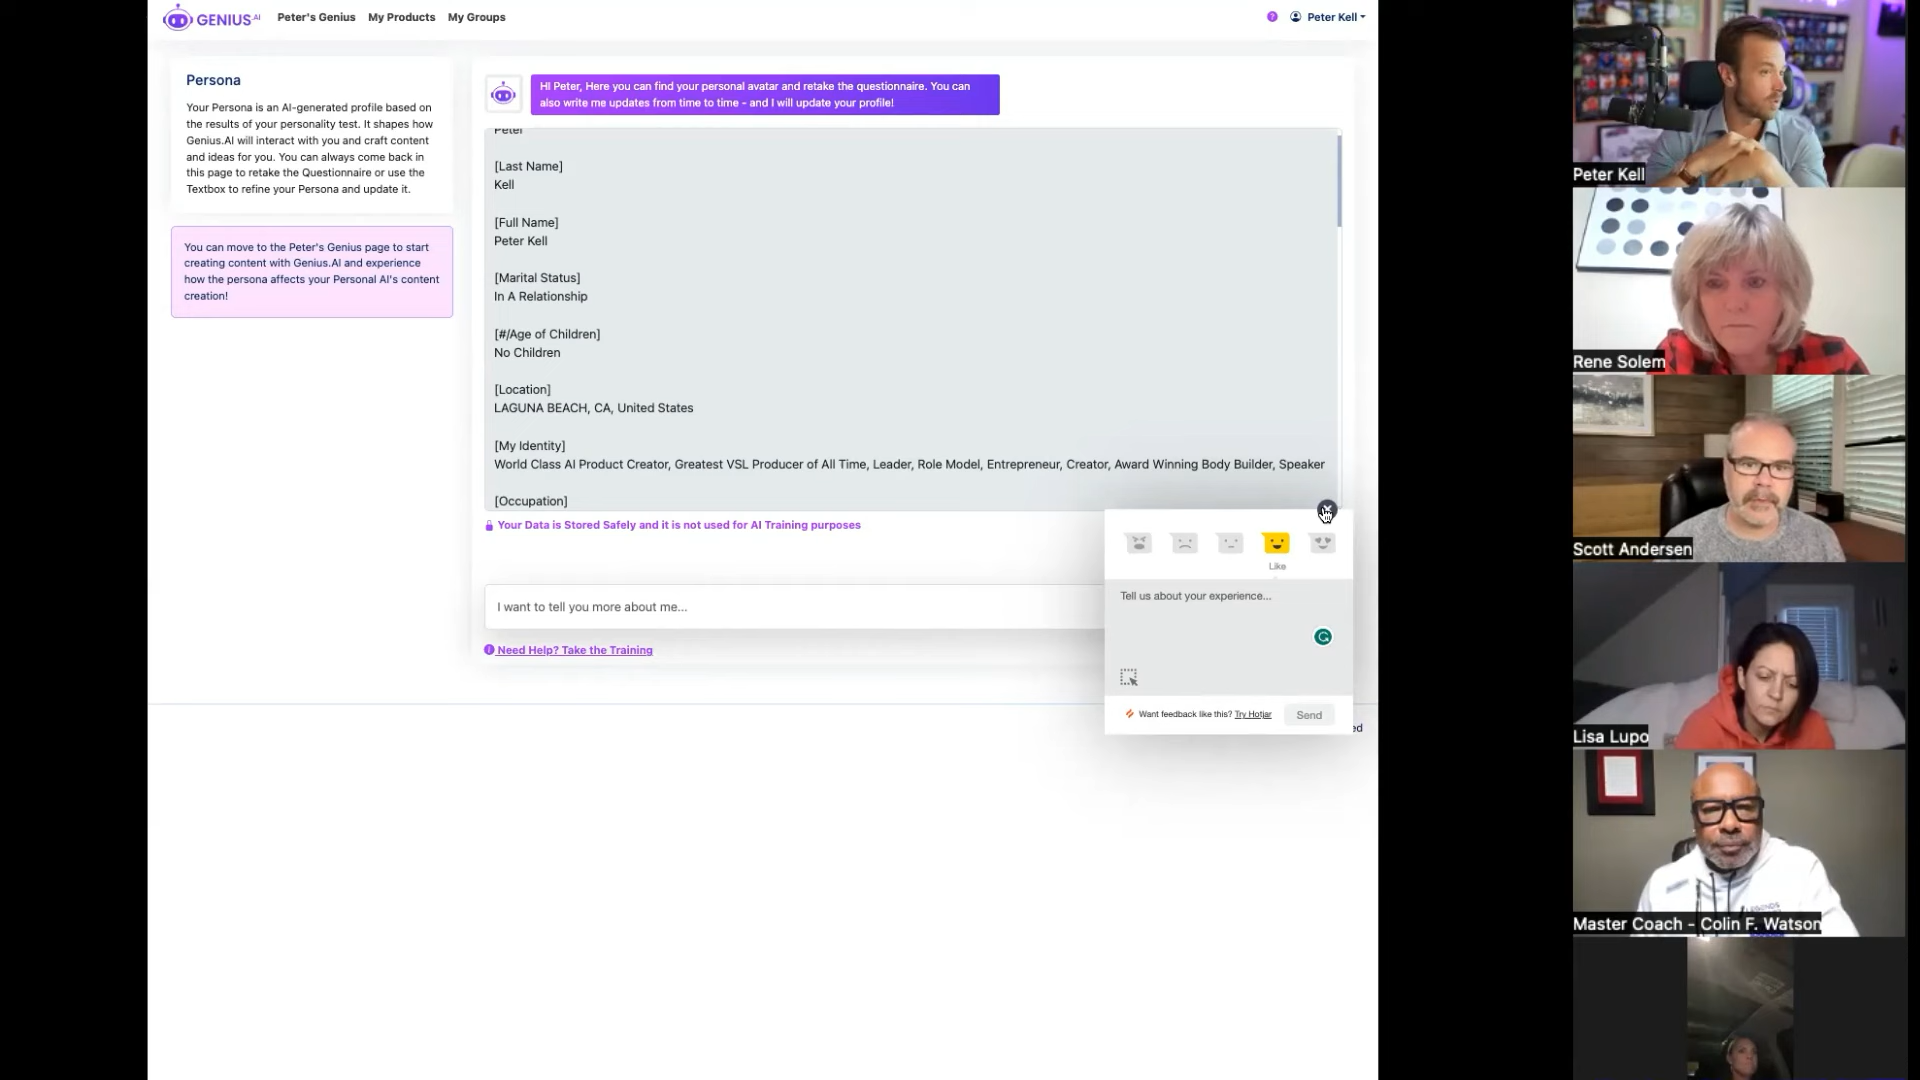 GENIUS.AI
Peter's Genius
My Products
My Groups
Peter Kell
Persona
Your Persona is an AI-generated profile based on
the results of your personality test. It shapes how
Genius.AI will interact with you and craft content
and ideas for you. You can always come back in
this page to retake the Questionnaire or use the
Textbox to refine your Persona and update it.
You can move to the Peter's Genius page to start
creating content with Genius.AI and experience
how the persona affects your Personal AI's content
creation!
HI Peter, Here you can find your personal avatar and retake the questionnaire. You can
also write me updates from time to time - and I will update your profile!
Peter
[Last Name]
Kell
[Full Name]
Peter Kell
[Marital Status]
In A Relationship
[#/Age of Children]
No Children
[Location]
LAGUNA BEACH, CA, United States
[My Identity]
World Class AI Product Creator, Greatest VSL Producer of All Time, Leader, Role Model, Entrepreneur, Creator, Award Winning Body Builder, Speaker
[Occupation]
Your Data is Stored Safely and it is not used for AI Training purposes
I want to tell you more about me...
Need Help? Take the Training
Like
Tell us about your experience...
Want feedback like this? Try Hotjar
Send
ed
Peter Kell
Rene Solem
Scott Andersen
Lisa Lupo
Master Coach - Colin F. Watson